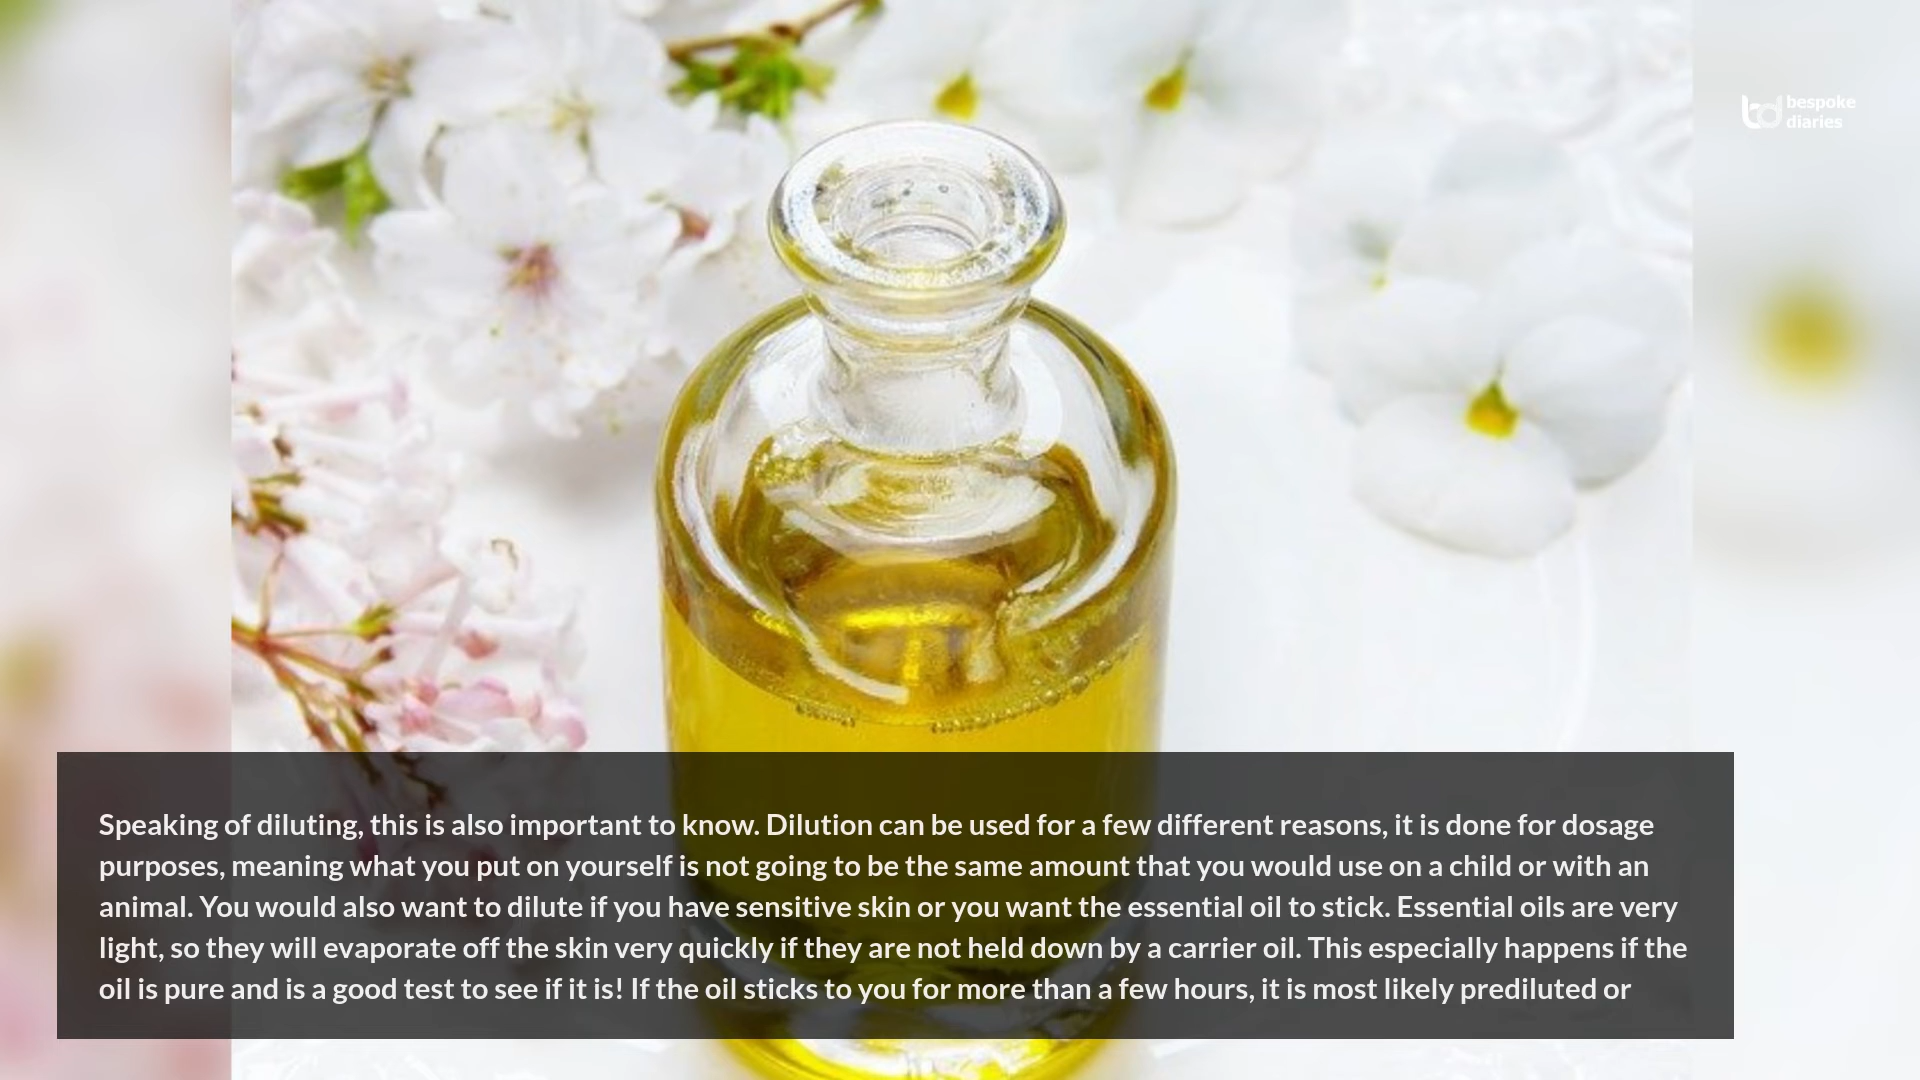 bespoke
diaries
Speaking of diluting, this is also important to know. Dilution can be used for a few different reasons, it is done for dosage
purposes, meaning what you put on yourself is not going to be the same amount that you would use on a child or with an
animal. You would also want to dilute if you have sensitive skin or you want the essential oil to stick. Essential oils are very
light, so they will evaporate off the skin very quickly if they are not held down by a carrier oil. This especially happens if the
oil is pure and is a good test to see if it is! If the oil sticks to you for more than a few hours, it is most likely prediluted or